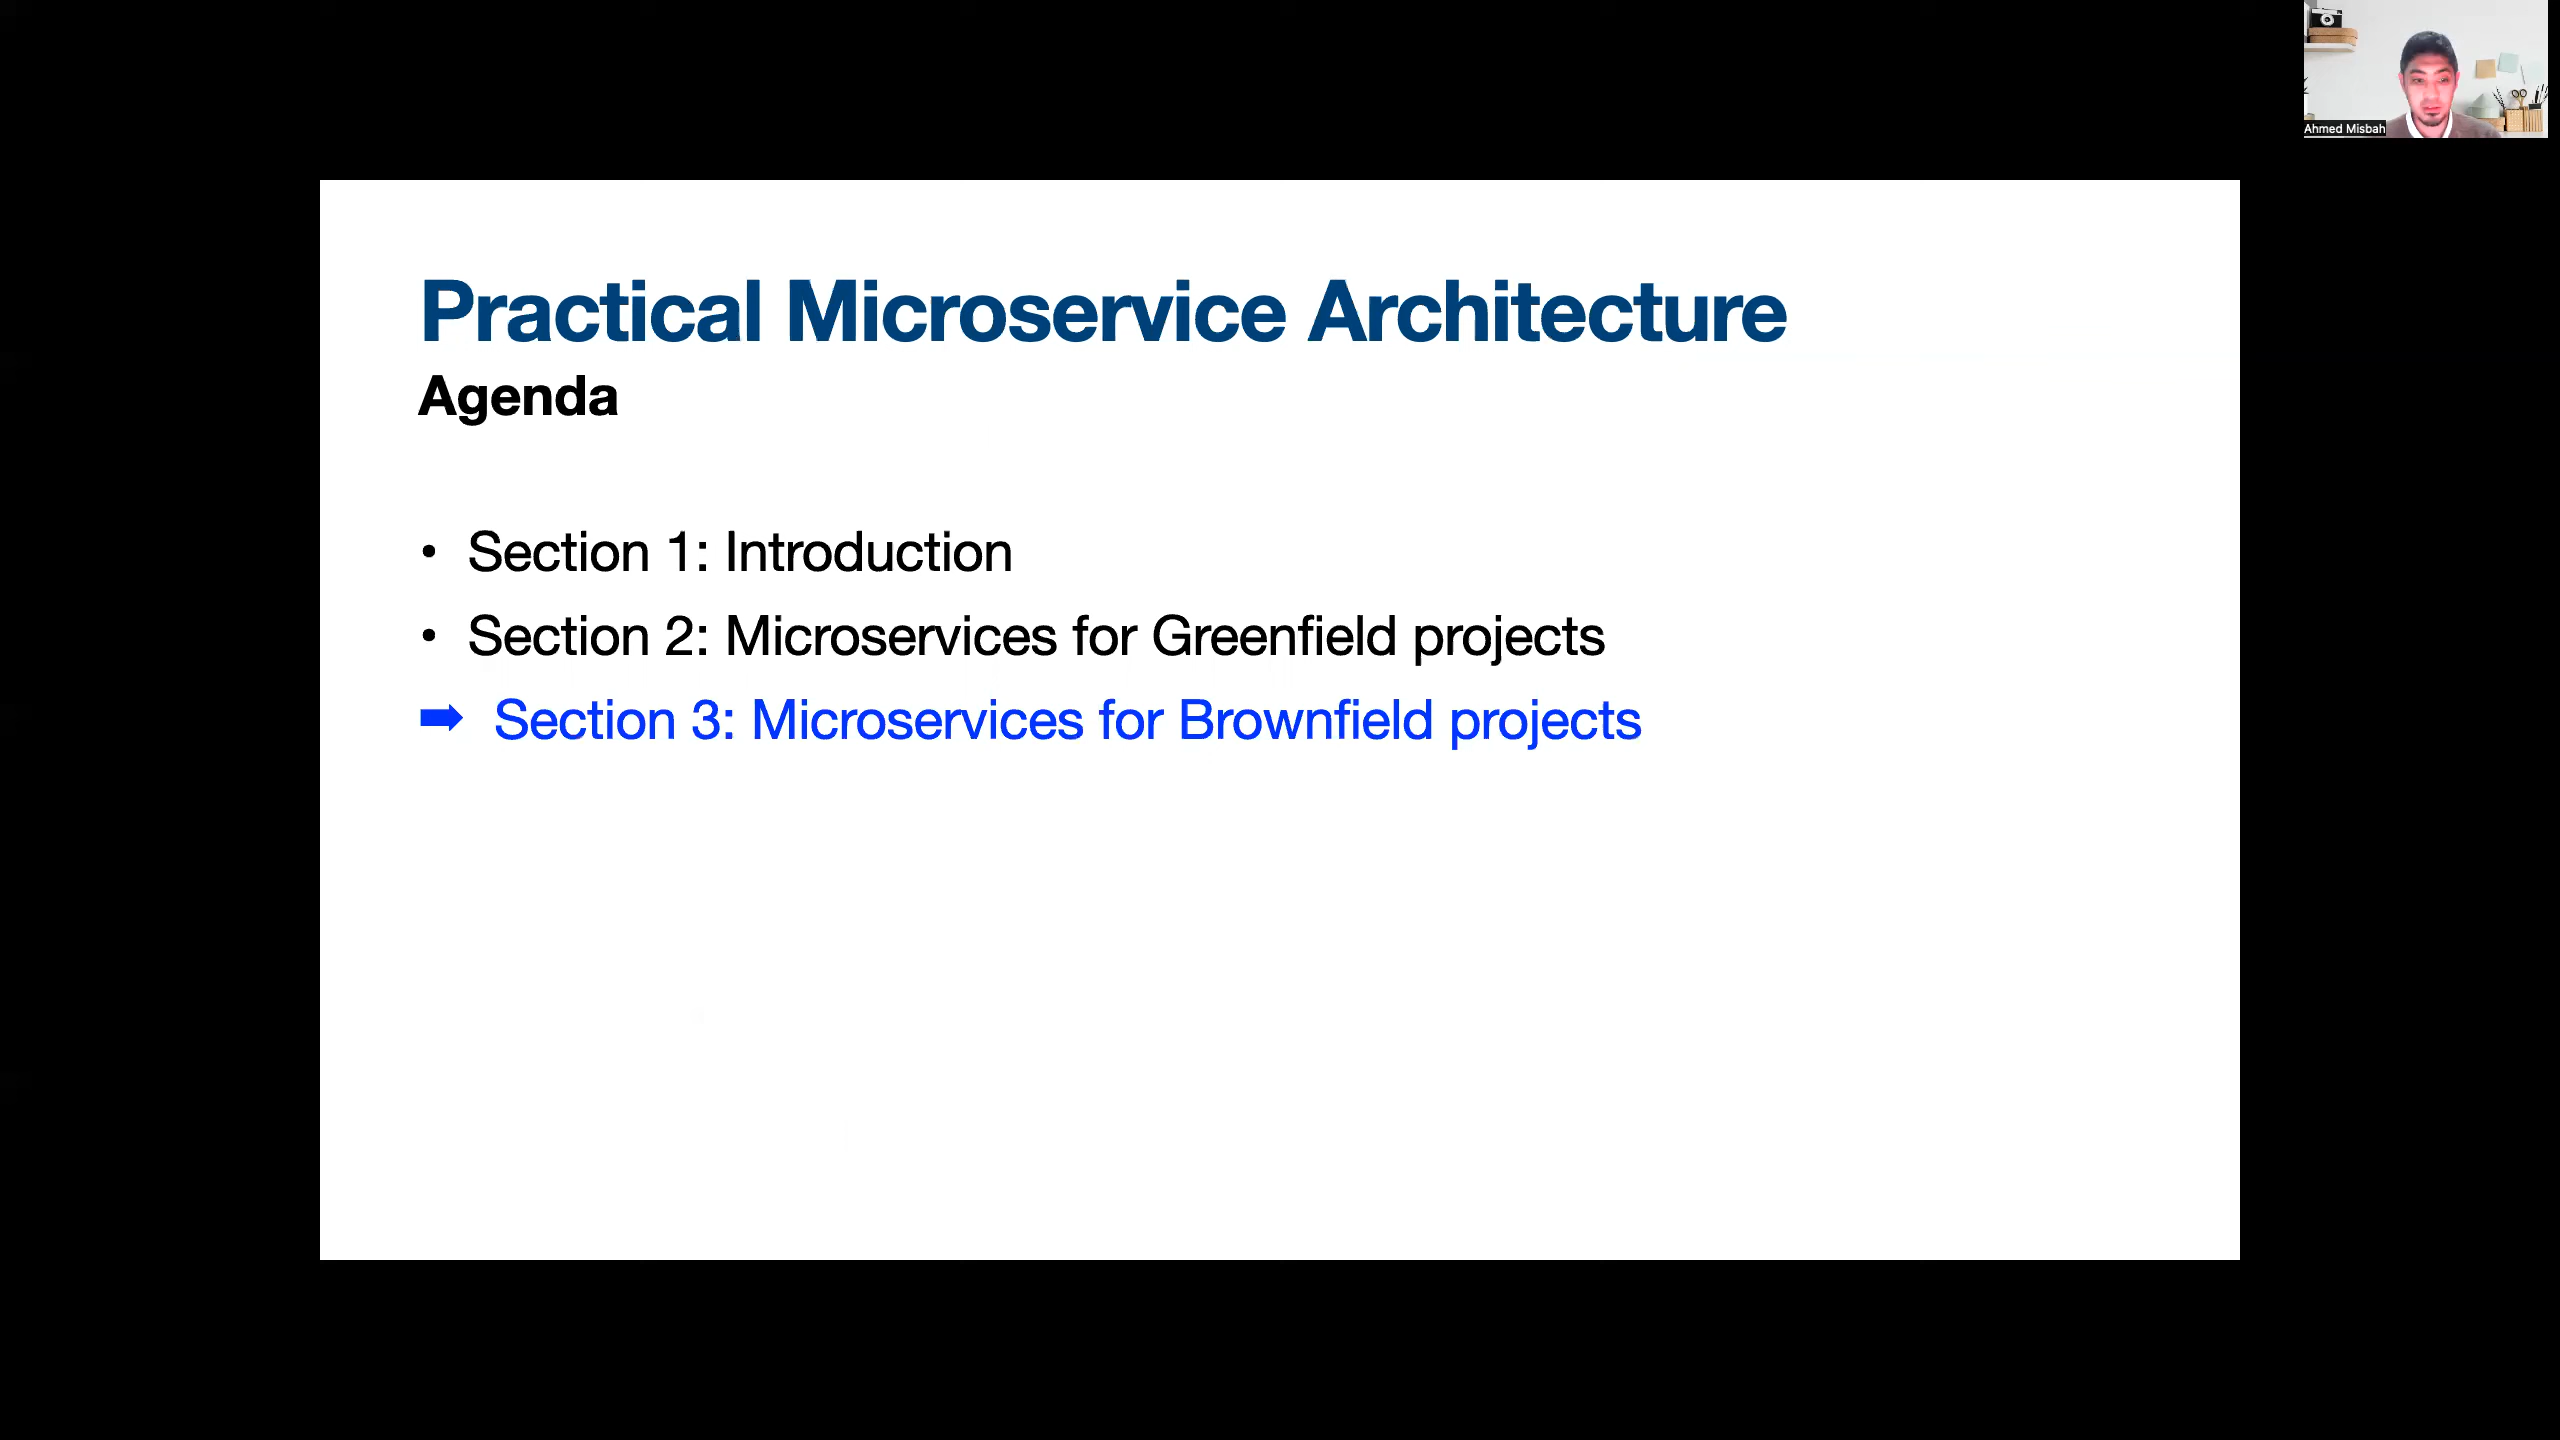 Ahmed Misbah
Practical Microservice Architecture
Agenda
• Section 1: Introduction
• Section 2: Microservices for Greenfield projects
➡ Section 3: Microservices for Brownfield projects